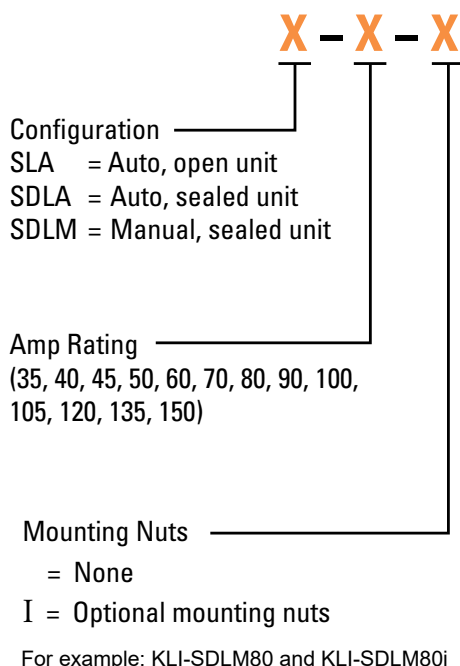 X – X – X
Configuration
SLA = Auto, open unit
SDLA = Auto, sealed unit
SDLM = Manual, sealed unit
Amp Rating
(35, 40, 45, 50, 60, 70, 80, 90, 100,
105, 120, 135, 150)
Mounting Nuts
= None
I = Optional mounting nuts
For example: KLI-SDLM80 and KLI-SDLM80i